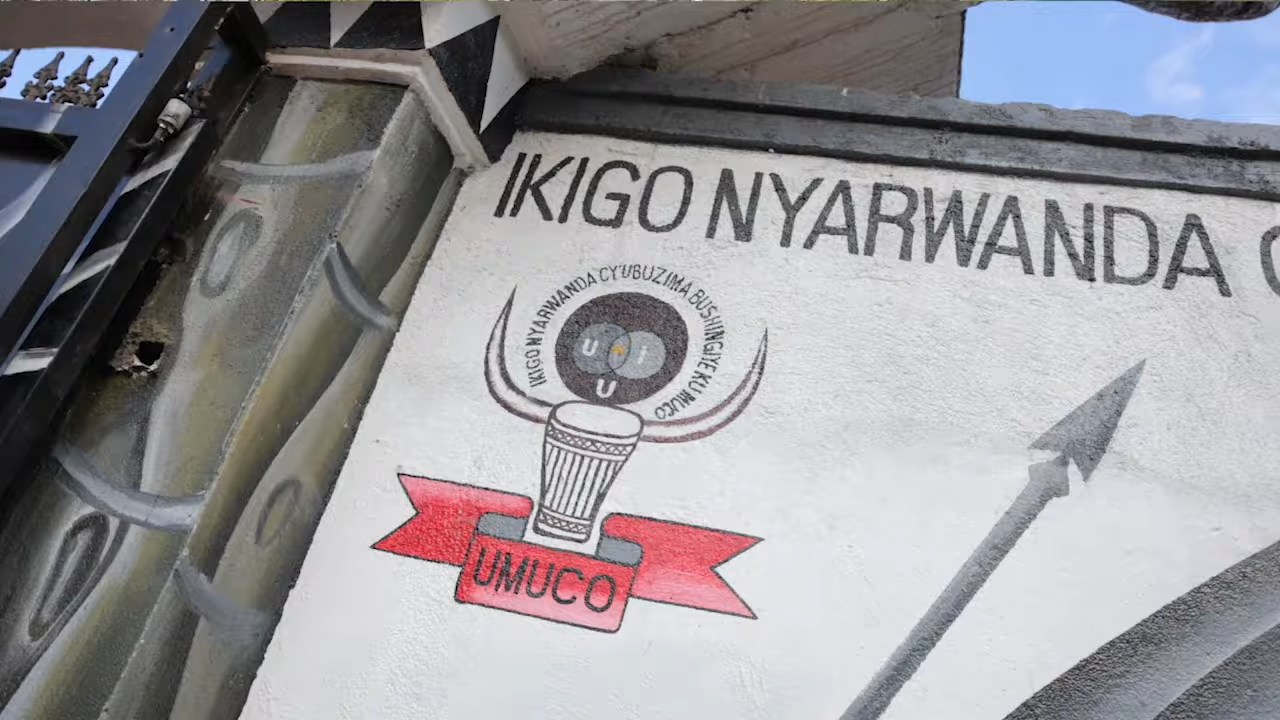 IKIGO NYARWANDA C
IKIGO NYARWANDA CY'UBUZIMA BUSHINGIYE KU MUCO
U N i
U
UMUCO